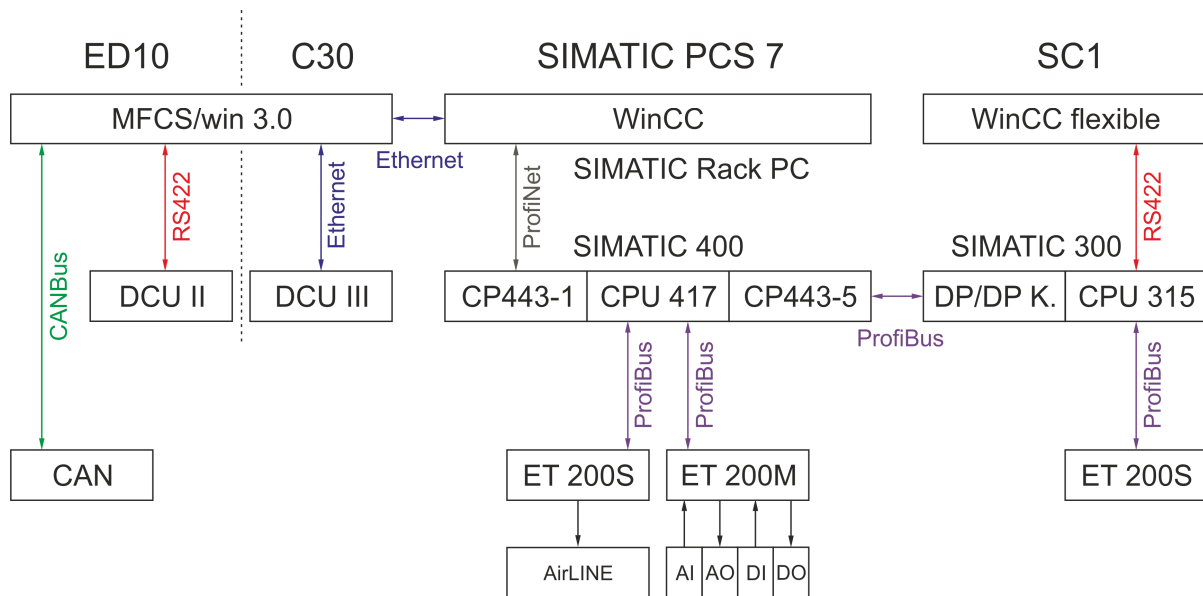 ED10
C30
SIMATIC PCS 7
SC1
MFCS/win 3.0
WinCC
WinCC flexible
Ethernet
SIMATIC Rack PC
CANBus
RS422
Ethernet
ProfiNet
RS422
SIMATIC 400
SIMATIC 300
DCU II
DCU III
CP443-1
CPU 417
CP443-5
DP/DP K.
CPU 315
ProfiBus
ProfiBus
ProfiBus
ProfiBus
CAN
ET 200S
ET 200M
ET 200S
AirLINE
AI
AO
DI
DO